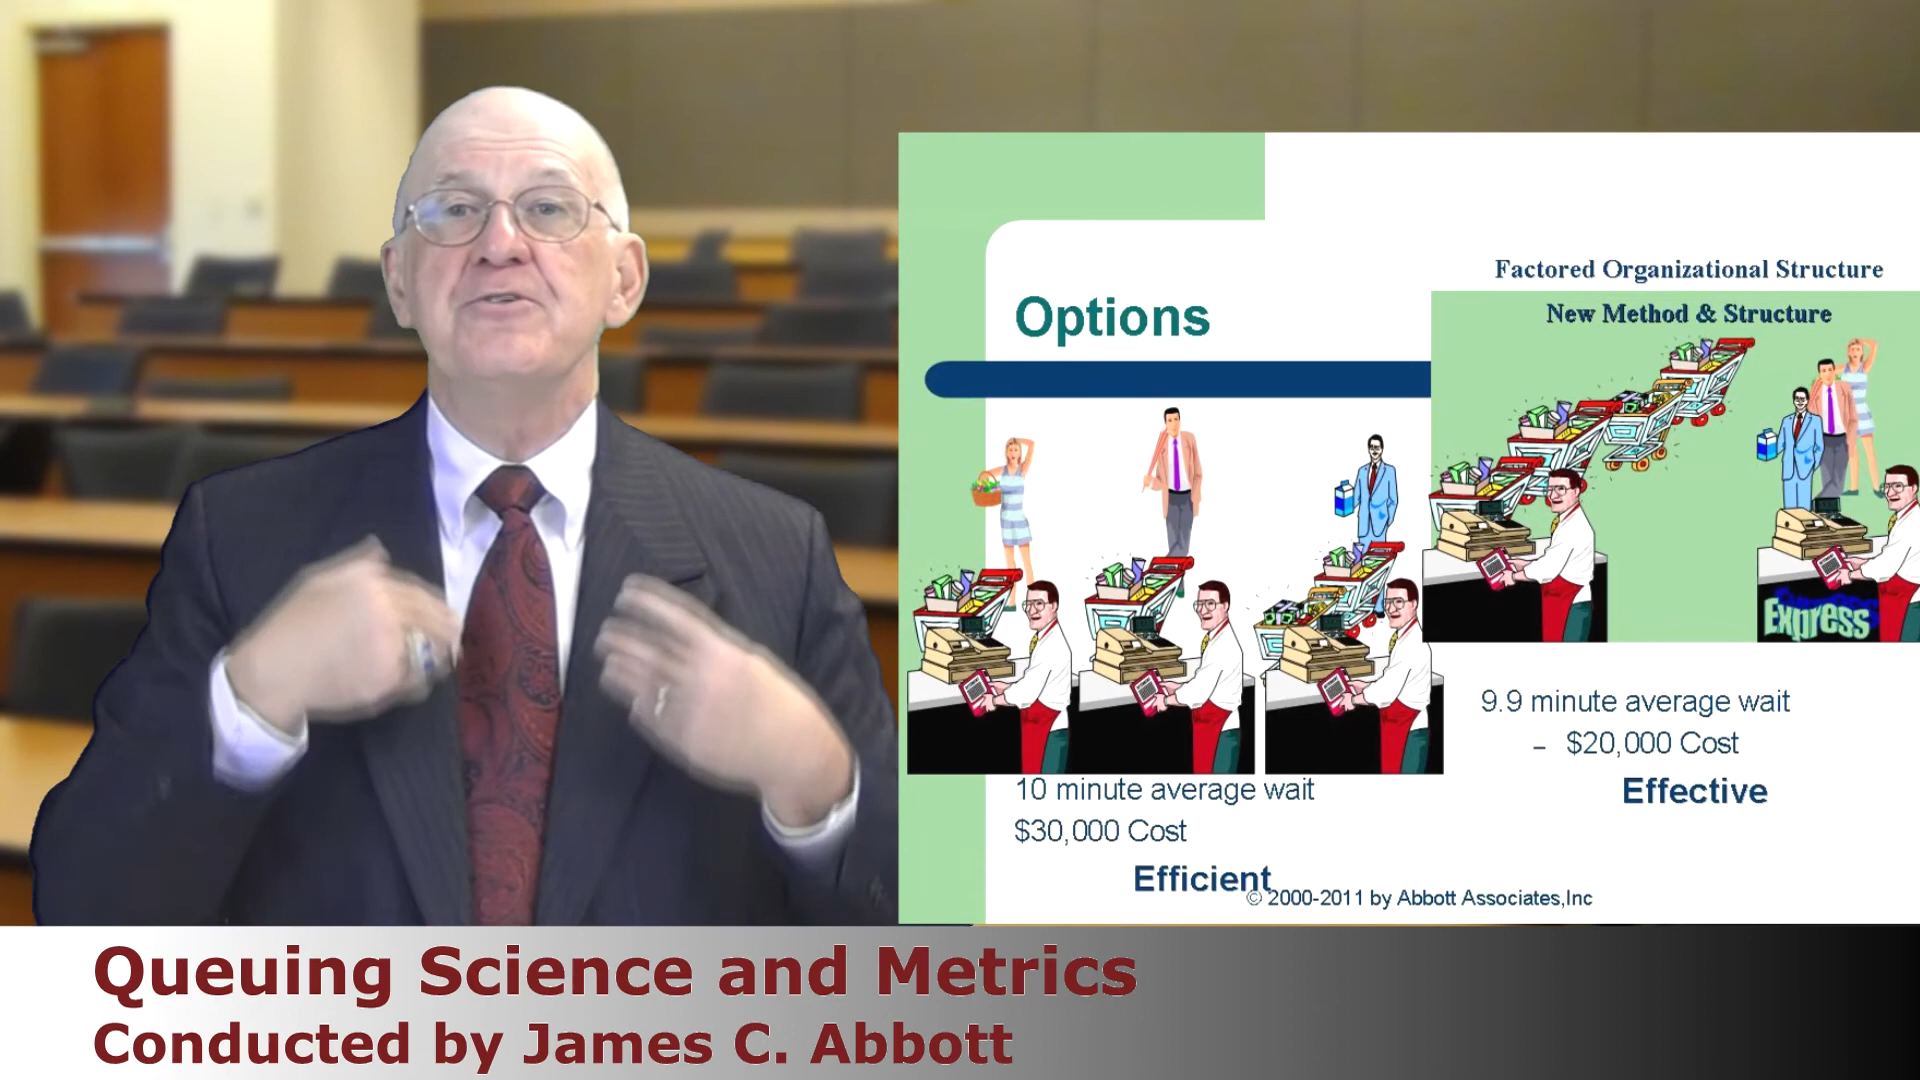 Options
Factored Organizational Structure
New Method & Structure
Express
9.9 minute average wait
– $20,000 Cost
Effective
10 minute average wait
$30,000 Cost
Efficient
© 2000-2011 by Abbott Associates,Inc
Queuing Science and Metrics
Conducted by James C. Abbott